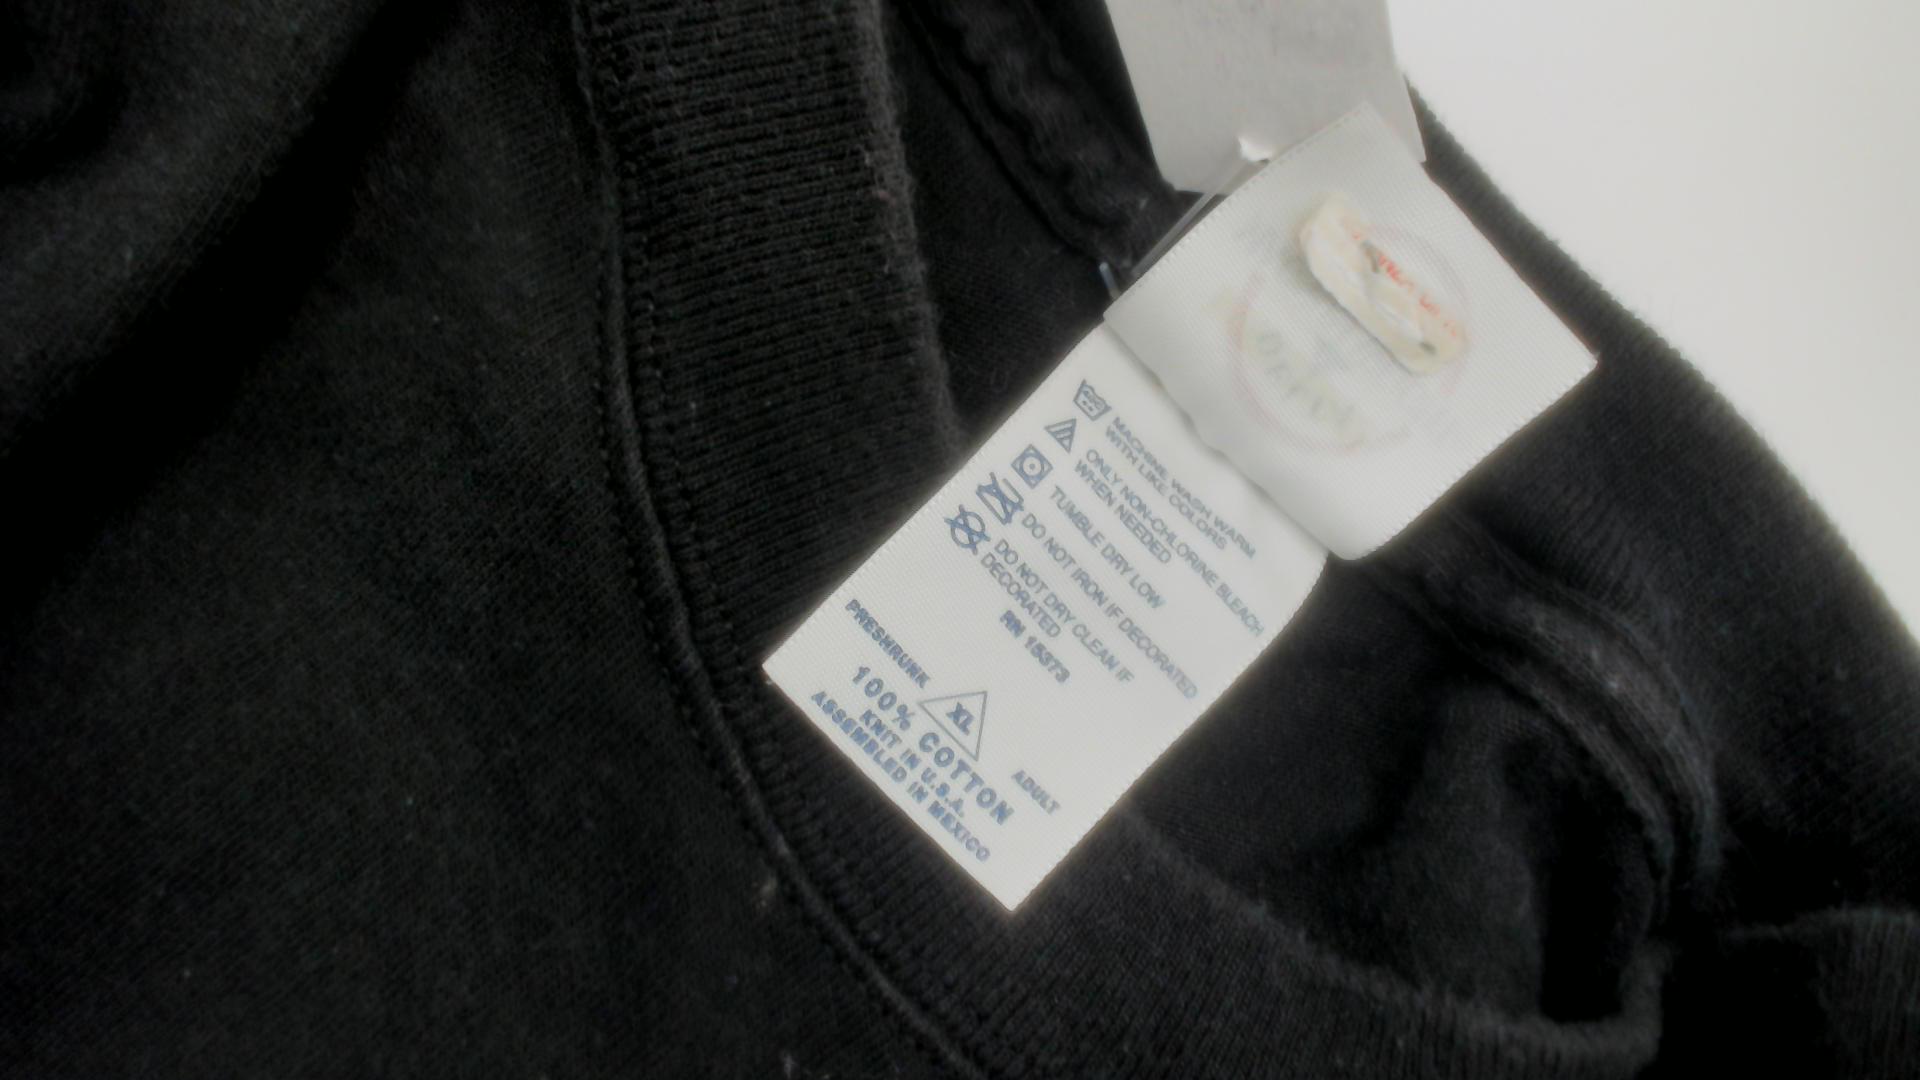 MACHINE WASH WARM
WITH LIKE COLORS
ONLY NON-CHLORINE BLEACH
WHEN NEEDED
TUMBLE DRY LOW
DO NOT IRON IF DECORATED
DO NOT DRY CLEAN IF
DECORATED
RN 15373
PRESHRUNK
XL
ADULT
100% COTTON
KNIT IN U.S.A.
ASSEMBLED IN MEXICO